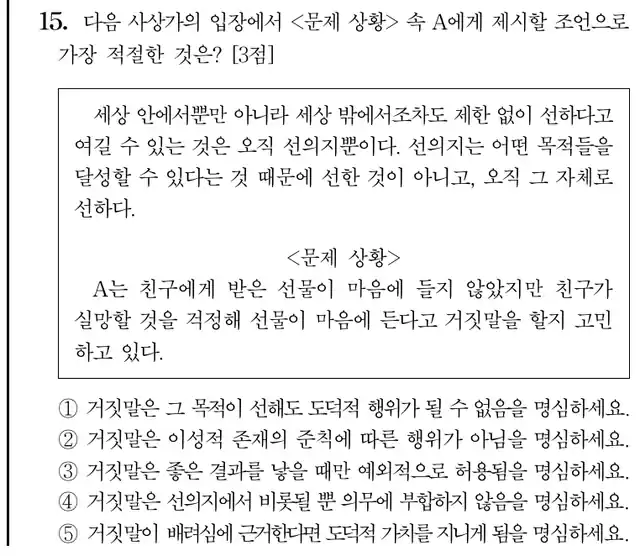 15. 다음 사상가의 입장에서 <문제 상황> 속 A에게 제시할 조언으로
가장 적절한 것은? [3점]
세상 안에서뿐만 아니라 세상 밖에서조차도 제한 없이 선하다고
여길 수 있는 것은 오직 선의지뿐이다. 선의지는 어떤 목적들을
달성할 수 있다는 것 때문에 선한 것이 아니고, 오직 그 자체로
선하다.
<문제 상황>
A는 친구에게 받은 선물이 마음에 들지 않았지만 친구가
실망할 것을 걱정해 선물이 마음에 든다고 거짓말을 할지 고민
하고 있다.
① 거짓말은 그 목적이 선해도 도덕적 행위가 될 수 없음을 명심하세요.
② 거짓말은 이성적 존재의 준칙에 따른 행위가 아님을 명심하세요.
③ 거짓말은 좋은 결과를 낳을 때만 예외적으로 허용됨을 명심하세요.
④ 거짓말은 선의지에서 비롯될 뿐 의무에 부합하지 않음을 명심하세요.
⑤ 거짓말이 배려심에 근거한다면 도덕적 가치를 지니게 됨을 명심하세요.